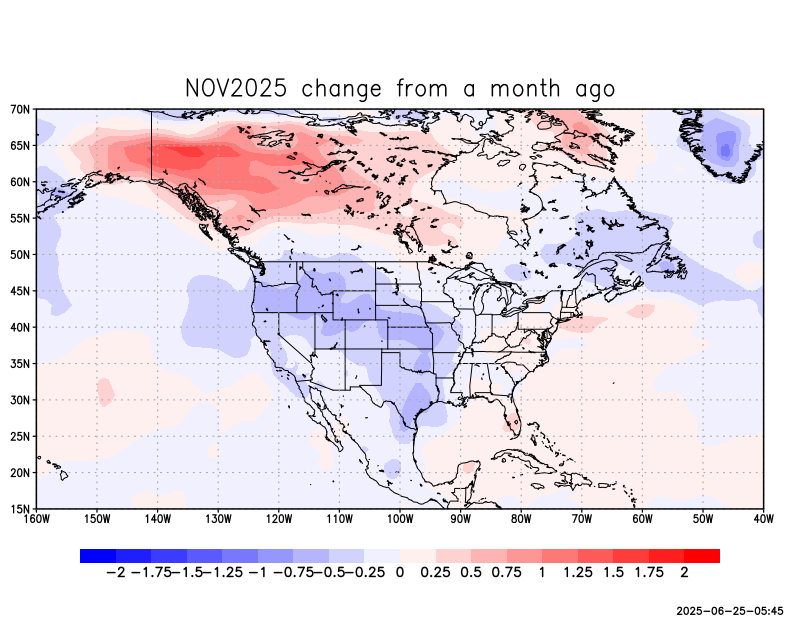 NOV2025 change from a month ago
70N
65N
60N
55N
50N
45N
40N
35N
30N
25N
20N
15N
160W 150W 140W 130W 120W 110W 100W 90W 80W 70W 60W 50W 40W
−2 −1.75 −1.5 −1.25 −1 −0.75 −0.5 −0.25 0 0.25 0.5 0.75 1 1.25 1.5 1.75 2
2025−06−25−05:45